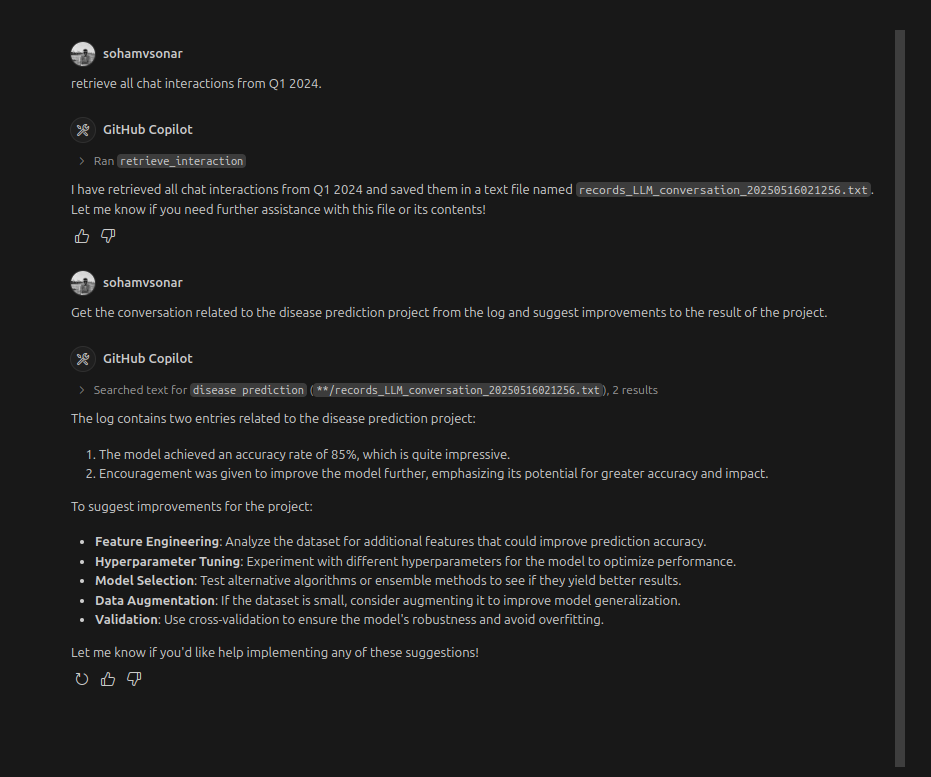 sohamvsonar
retrieve all chat interactions from Q1 2024.
GitHub Copilot
Ran retrieve_interaction
I have retrieved all chat interactions from Q1 2024 and saved them in a text file named records_LLM_conversation_20250516021256.txt.
Let me know if you need further assistance with this file or its contents!
sohamvsonar
Get the conversation related to the disease prediction project from the log and suggest improvements to the result of the project.
GitHub Copilot
Searched text for disease prediction (**/records_LLM_conversation_20250516021256.txt), 2 results
The log contains two entries related to the disease prediction project:
1. The model achieved an accuracy rate of 85%, which is quite impressive.
2. Encouragement was given to improve the model further, emphasizing its potential for greater accuracy and impact.
To suggest improvements for the project:
• Feature Engineering: Analyze the dataset for additional features that could improve prediction accuracy.
• Hyperparameter Tuning: Experiment with different hyperparameters for the model to optimize performance.
• Model Selection: Test alternative algorithms or ensemble methods to see if they yield better results.
• Data Augmentation: If the dataset is small, consider augmenting it to improve model generalization.
• Validation: Use cross-validation to ensure the model's robustness and avoid overfitting.
Let me know if you'd like help implementing any of these suggestions!